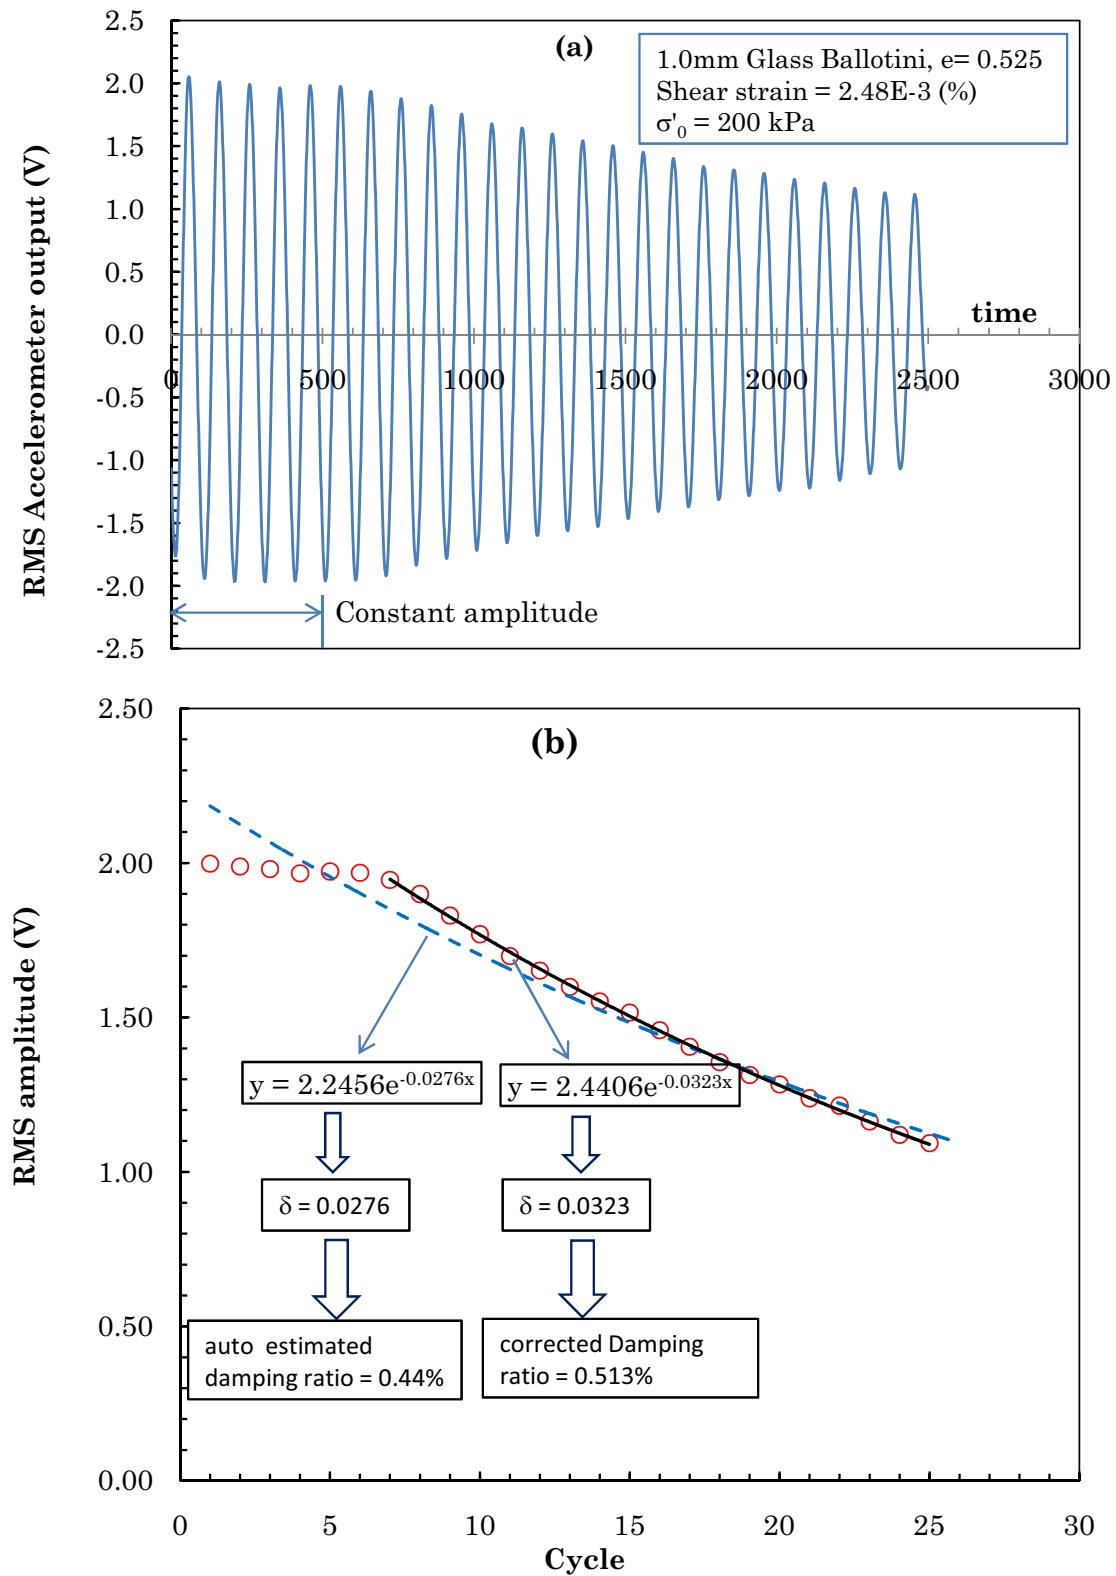 (a)
1.0mm Glass Ballotini, e= 0.525
Shear strain = 2.48E-3 (%)
σ'0 = 200 kPa
RMS Accelerometer output (V)
2.5
2.0
1.5
1.0
0.5
0.0
-0.5
-1.0
-1.5
-2.0
-2.5
time
0 500 1000 1500 2000 2500 3000
Constant amplitude
(b)
RMS amplitude (V)
2.50
2.00
1.50
1.00
0.50
0.00
y = 2.2456e-0.0276x
y = 2.4406e-0.0323x
δ = 0.0276
δ = 0.0323
auto estimated
damping ratio = 0.44%
corrected Damping
ratio = 0.513%
0 5 10 15 20 25 30
Cycle